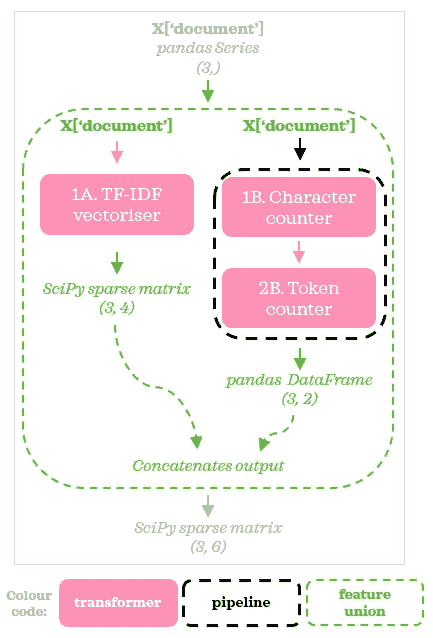 X[‘document’]
pandas Series
(3,)
X[‘document’]
X[‘document’]
1A. TF-IDF
vectoriser
SciPy sparse matrix
(3, 4)
1B. Character
counter
2B. Token
counter
pandas DataFrame
(3, 2)
Concatenates output
SciPy sparse matrix
(3, 6)
Colour
code:
transformer
pipeline
feature
union